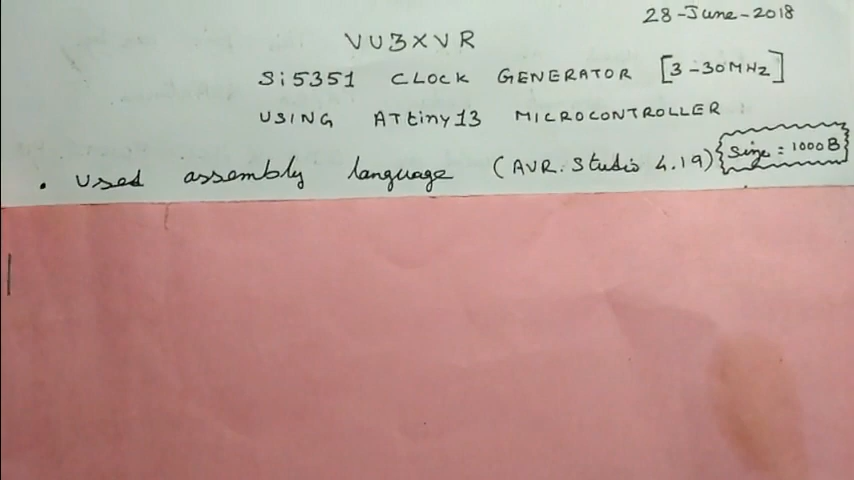 28-June-2018
VU3XVR
Si5351 CLOCK GENERATOR [3-30MHz]
USING ATtiny13 MICROCONTROLLER
• Used assembly language (AVR.Studio 4.19) {Size = 1000B}